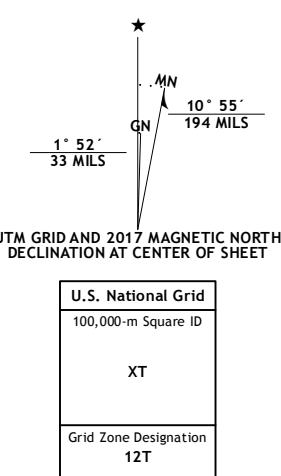 ★
MN
10° 55´
194 MILS
GN
1° 52´
33 MILS
UTM GRID AND 2017 MAGNETIC NORTH
DECLINATION AT CENTER OF SHEET
U.S. National Grid
100,000-m Square ID
XT
Grid Zone Designation
12T